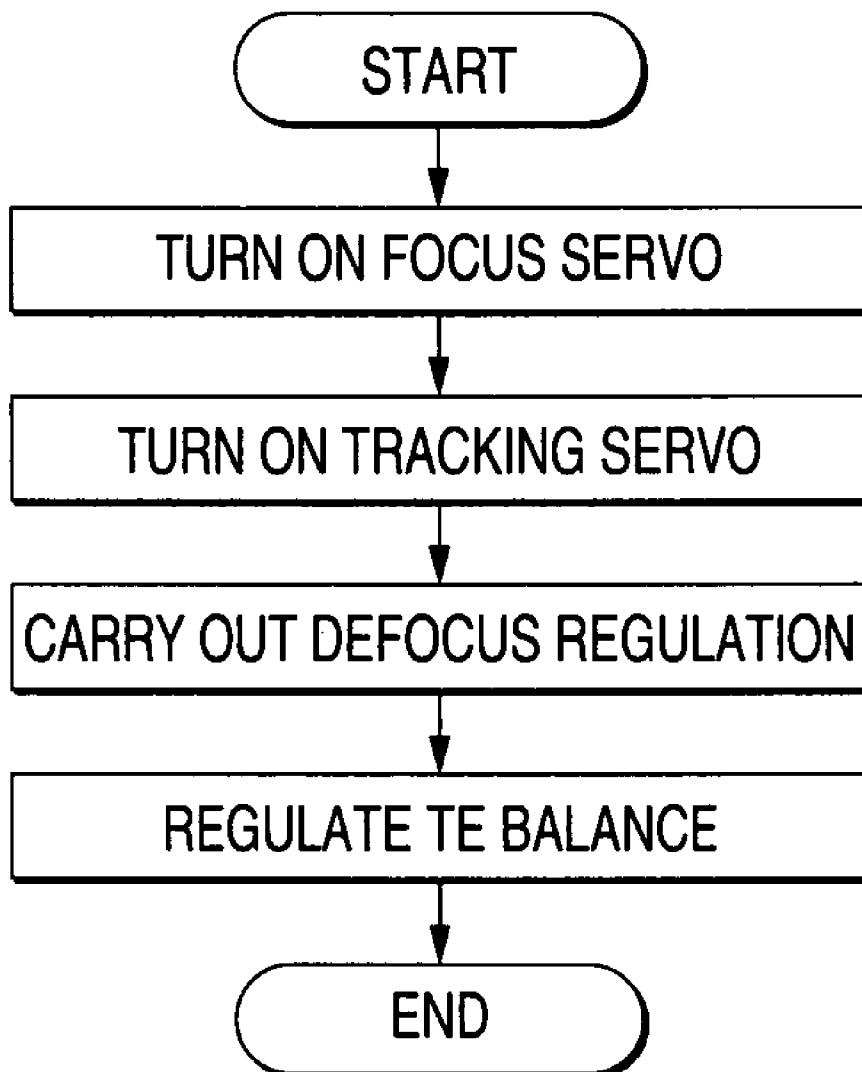 START
TURN ON FOCUS SERVO
TURN ON TRACKING SERVO
CARRY OUT DEFOCUS REGULATION
REGULATE TE BALANCE
END